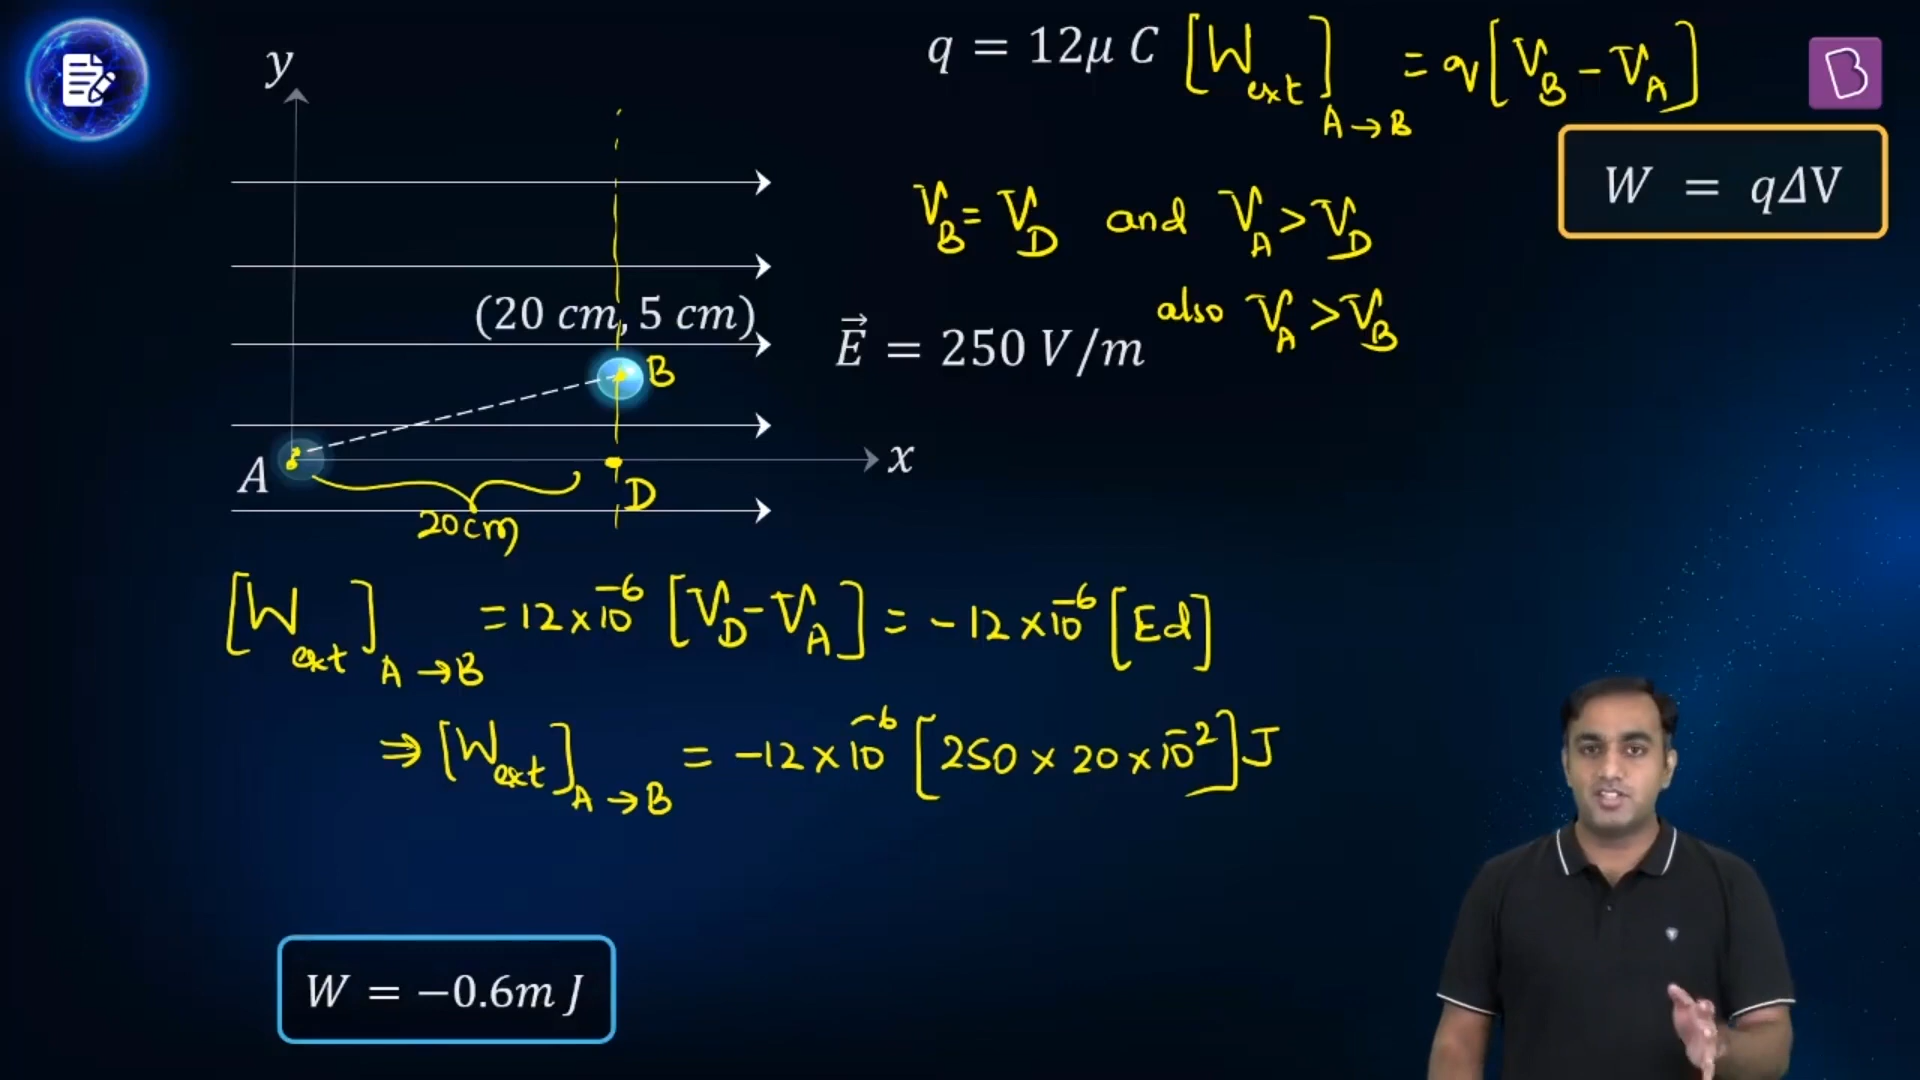 y
q = 12μ C [W_ext]_{A→B} = q[V_B - V_A]
W = qΔV
V_B = V_D and V_A > V_D
also V_A > V_B
(20 cm, 5 cm)
E⃗ = 250 V/m
B
A
x
D
20cm
[W_ext]_{A→B} = 12×10^{-6} [V_D - V_A] = -12×10^{-6} [Ed]
⇒ [W_ext]_{A→B} = -12×10^{-6} [250 × 20×10^{-2}] J
W = −0.6m J